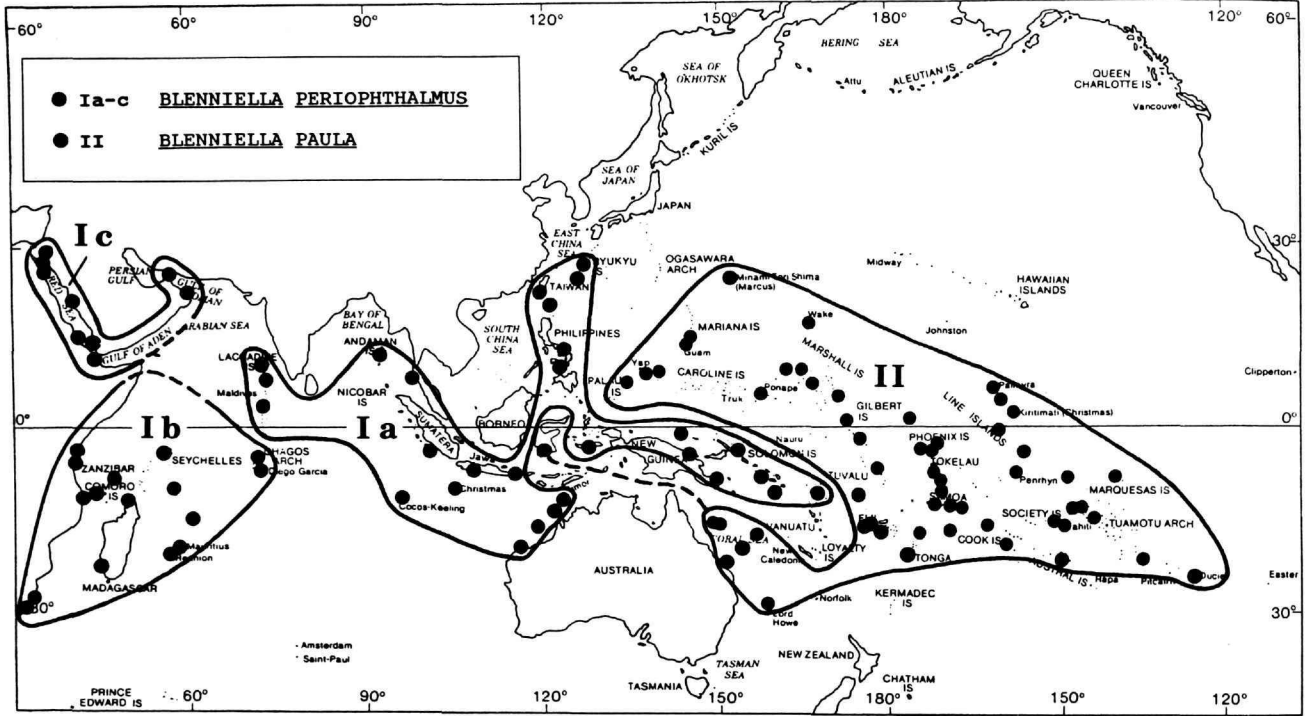 60° 90° 120° 150° 180° 120° 60°
60°
BERING SEA
SEA OF OKHOTSK
Attu
ALEUTIAN IS
QUEEN CHARLOTTE IS
Vancouver
Ia-c BLENNIELLA PERIOPHTHALMUS
II BLENNIELLA PAULA
KURIL IS
SEA OF JAPAN
JAPAN
Ic
EAST CHINA SEA
30°
30°
PERSIAN GULF
RED SEA
GULF OF OMAN
RYUKYU IS
OGASAWARA ARCH
Midway
HAWAIIAN ISLANDS
Minami Tori Shima
(Marcus)
TAIWAN
ARABIAN SEA
BAY OF BENGAL
ANDAMAN IS
SOUTH CHINA SEA
Wake
Johnston
GULF OF ADEN
PHILIPPINES
MARIANA IS
LACCADIVE IS
Guam
MARSHALL IS
II
Clipperton
Yap
CAROLINE IS
PALAU IS
Ponape
Palmyra
Maldives
NICOBAR IS
Truk
GILBERT IS
LINE ISLANDS
Kiritimati (Christmas)
0°
0°
Ib
Ia
SUMATERA
BORNEO
NEW GUINEA
Nauru
PHOENIX IS
SEYCHELLES
CHAGOS ARCH
Diego Garcia
Jawa
SOLOMON IS
TOKELAU
ZANZIBAR
TUVALU
Penrhyn
COMORO IS
Christmas
Timor
MARQUESAS IS
Cocos-Keeling
SAMOA
SOCIETY IS
Tahiti
TUAMOTU ARCH
VANUATU
FIJI
CORAL SEA
New Caledonia
LOYALTY IS
COOK IS
Mauritius
Reunion
TONGA
MADAGASCAR
AUSTRALIA
AUSTRAL IS
Rapa
Pitcairn
Ducie
Easter
30°
Norfolk
KERMADEC IS
30°
Lord Howe
Amsterdam
Saint-Paul
NEW ZEALAND
TASMAN SEA
TASMANIA
CHATHAM IS
PRINCE EDWARD IS
60° 90° 120° 150° 180° 150° 120°